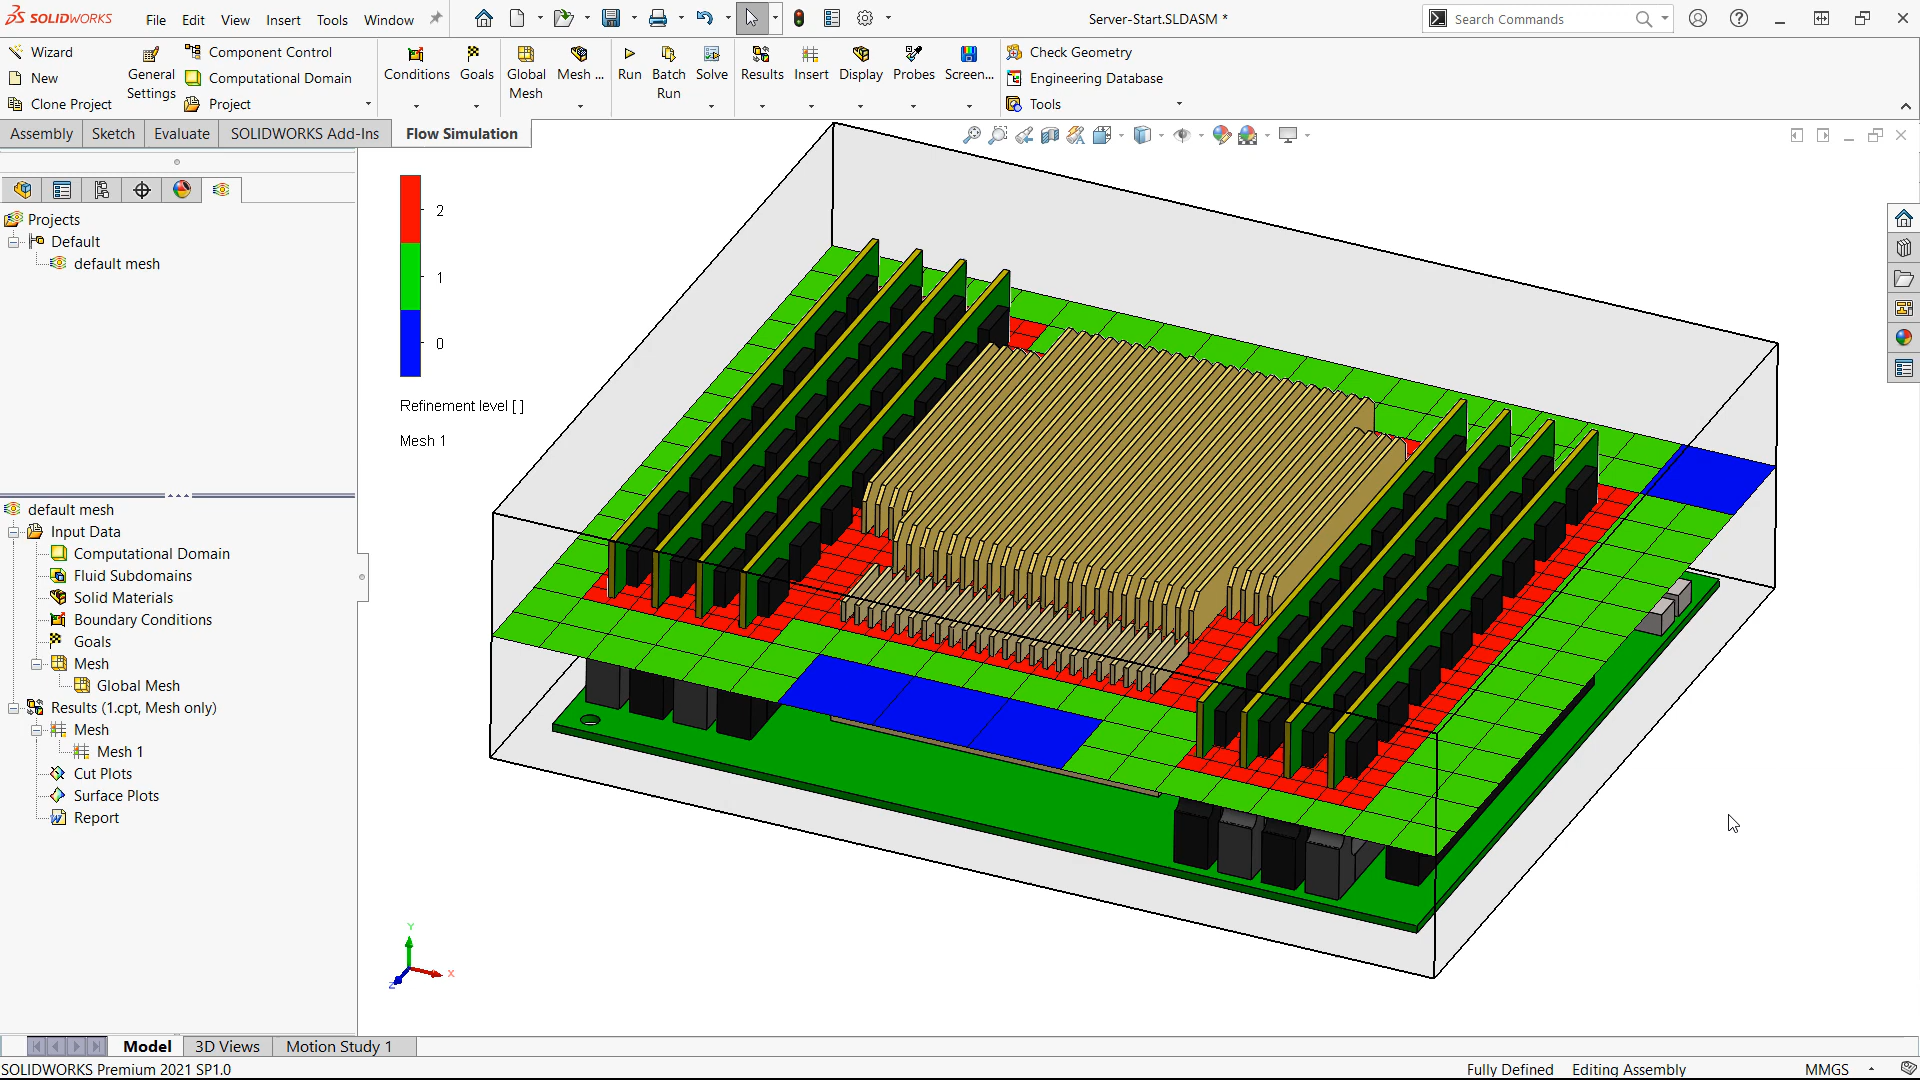 SOLIDWORKS File Edit View Insert Tools Window Server-Start.SLDASM * Search Commands
Wizard
New
Clone Project
General Settings
Component Control
Computational Domain
Project
Conditions
Goals
Global Mesh
Mesh ...
Run
Batch Run
Solve
Results
Insert
Display
Probes
Screen...
Check Geometry
Engineering Database
Tools
Assembly Sketch Evaluate SOLIDWORKS Add-Ins Flow Simulation
Projects
Default
default mesh
default mesh
Input Data
Computational Domain
Fluid Subdomains
Solid Materials
Boundary Conditions
Goals
Mesh
Global Mesh
Results (1.cpt, Mesh only)
Mesh
Mesh 1
Cut Plots
Surface Plots
Report
2
1
0
Refinement level [ ]
Mesh 1
Y
X
Z
Model 3D Views Motion Study 1
SOLIDWORKS Premium 2021 SP1.0 Fully Defined Editing Assembly MMGS